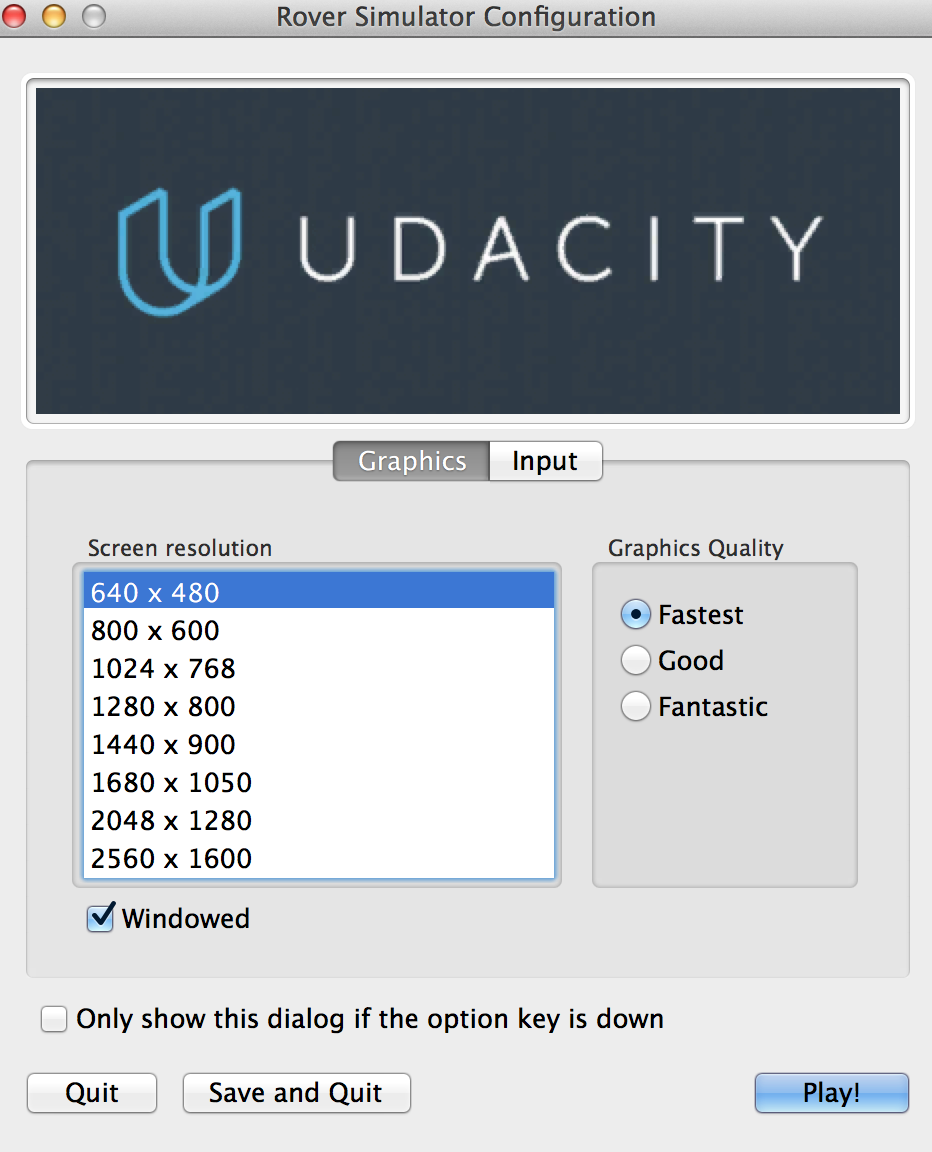 Rover Simulator Configuration
UDACITY
Graphics Input
Screen resolution
640 x 480
800 x 600
1024 x 768
1280 x 800
1440 x 900
1680 x 1050
2048 x 1280
2560 x 1600
Windowed
Graphics Quality
Fastest
Good
Fantastic
Only show this dialog if the option key is down
Quit Save and Quit Play!